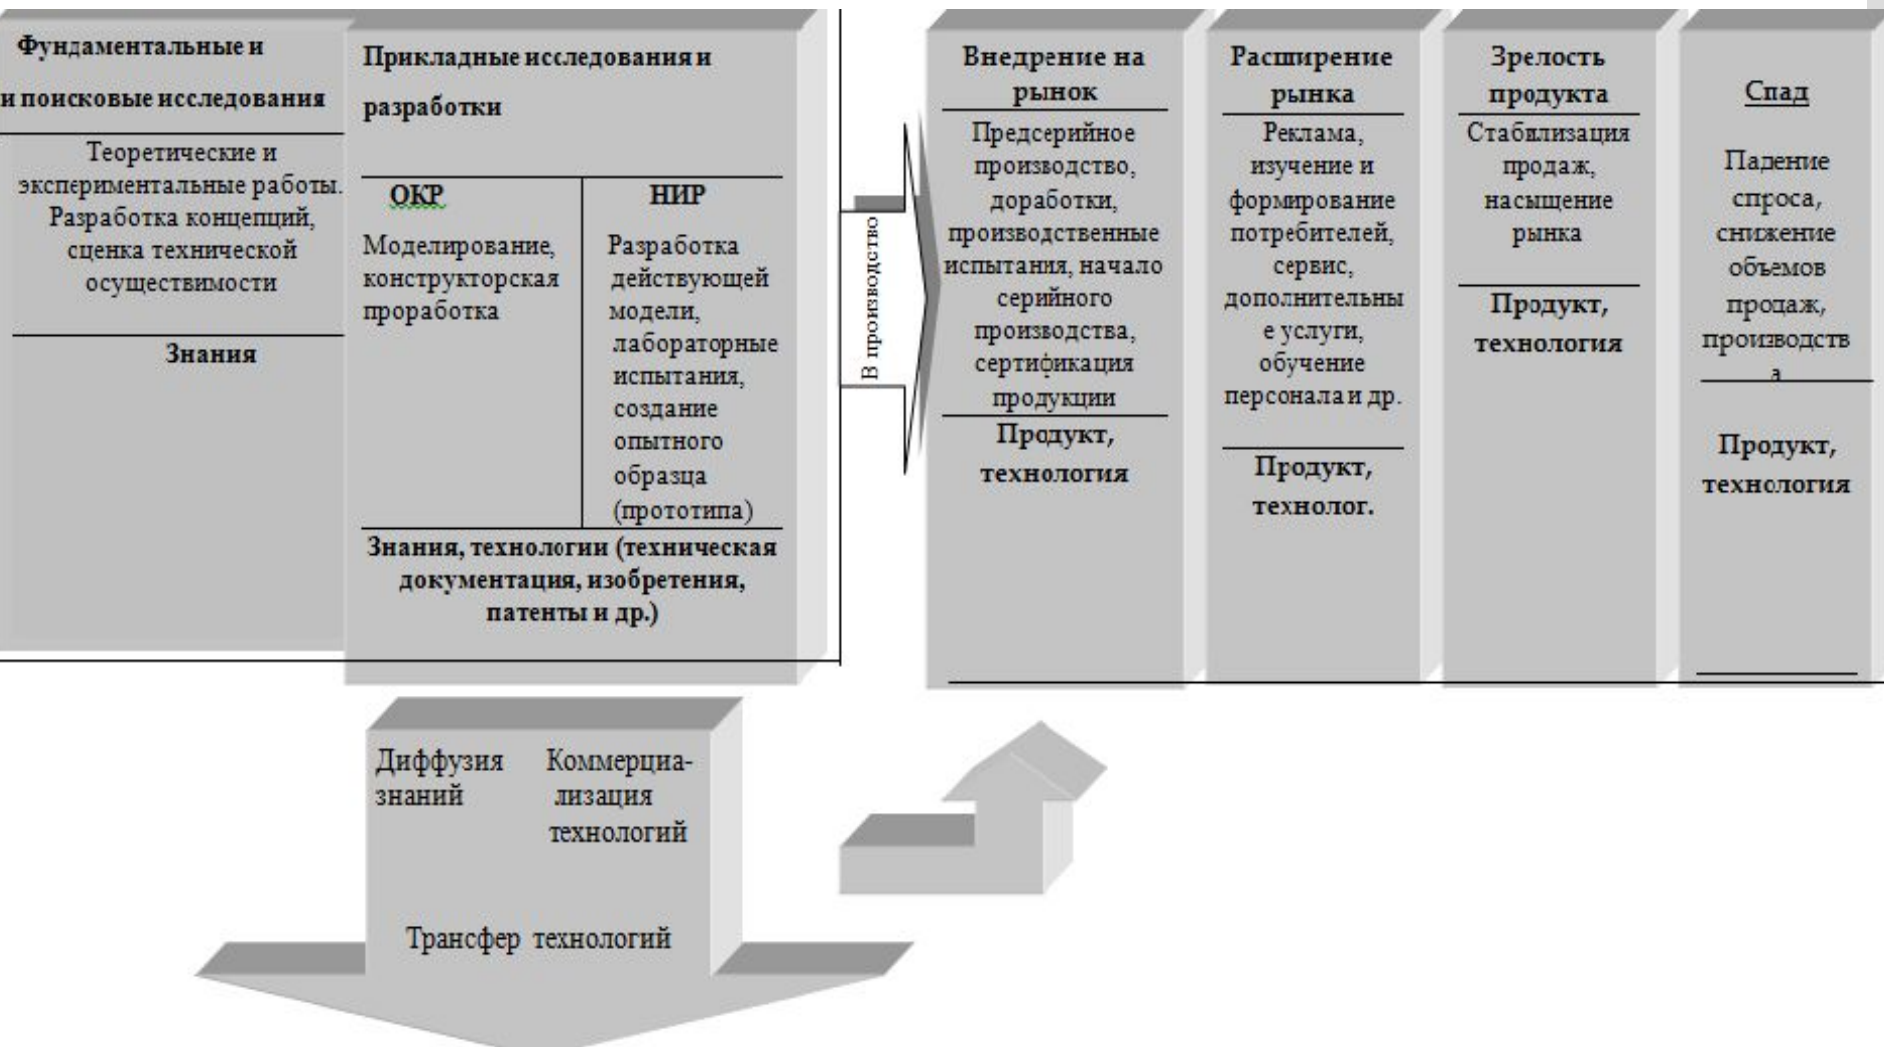 Фундаментальные и
и поисковые исследования
Теоретические и
экспериментальные работы.
Разработка концепций,
сценка технической
осуществимости
Знания
Прикладные исследования и
разработки
ОКР
Моделирование,
конструкторская
проработка
НИР
Разработка
действующей
модели,
лабораторные
испытания,
создание
опытного
образца
(прототипа)
Знания, технологии (техническая
документация, изобретения,
патенты и др.)
В производство
Внедрение на
рынок
Предсерийное
производство,
доработки,
производственные
испытания, начало
серийного
производства,
сертификация
продукции
Продукт,
технология
Расширение
рынка
Реклама,
изучение и
формирование
потребителей,
сервис,
дополнительны
е услуги,
обучение
персонала и др.
Продукт,
технолог.
Зрелость
продукта
Стабилизация
продаж,
насыщение
рынка
Продукт,
технология
Спад
Падение
спроса,
снижение
объемов
продаж,
производств
а
Продукт,
технология
Диффузия
знаний
Коммерциа-
лизация
технологий
Трансфер технологий